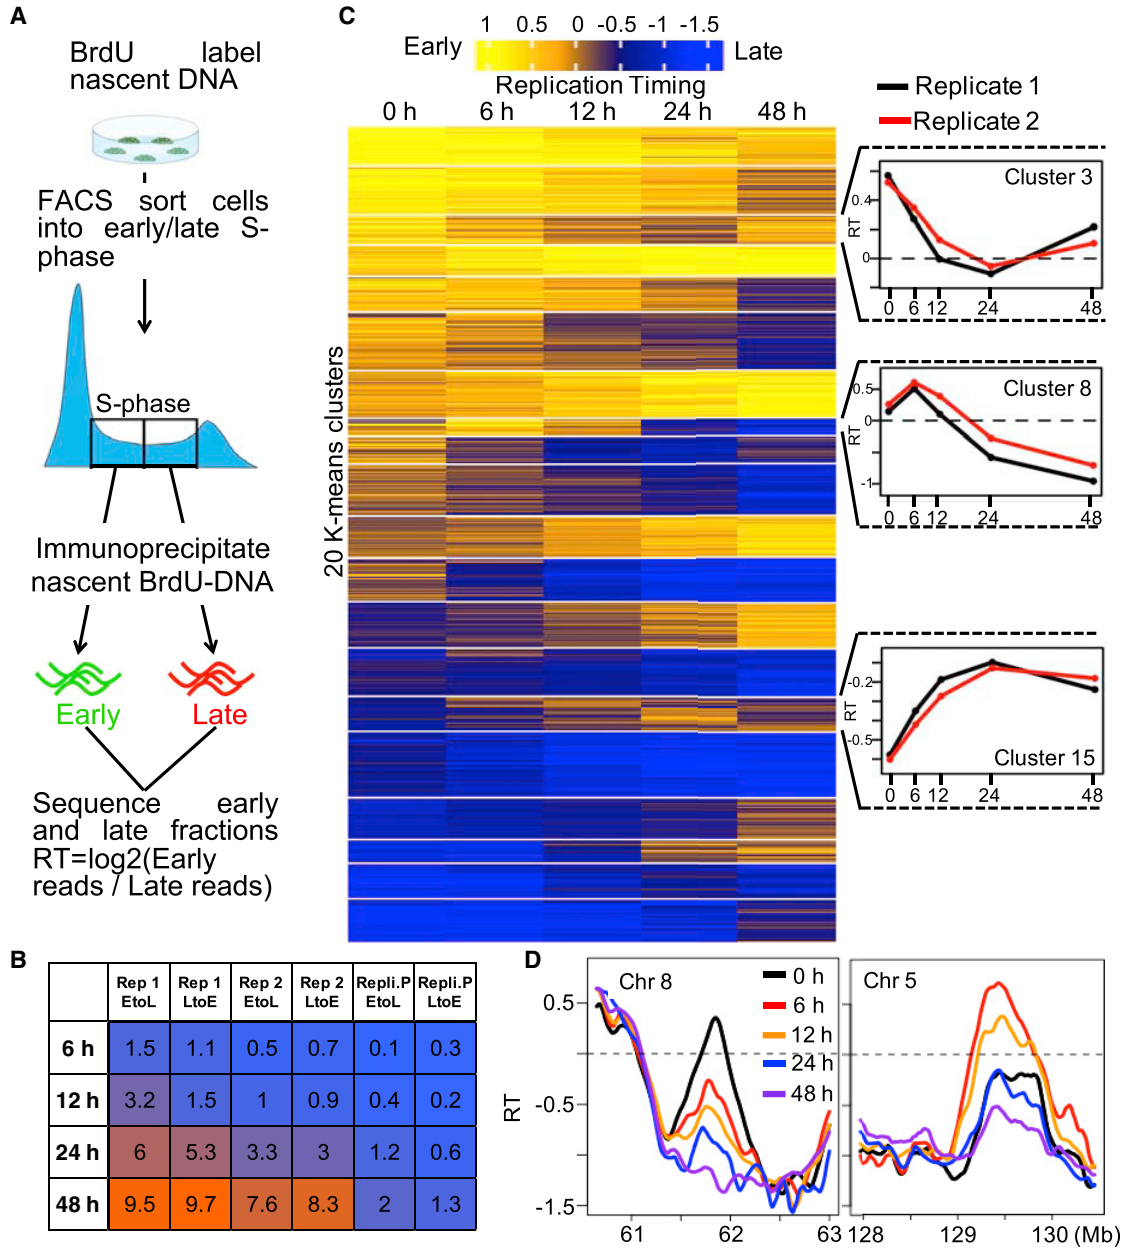 A
BrdU label
nascent DNA
FACS sort cells
into early/late S-
phase
S-phase
Immunoprecipitate
nascent BrdU-DNA
Early Late
Sequence early
and late fractions
RT=log2(Early
reads / Late reads)
B
Rep 1 EtoL Rep 1 LtoE Rep 2 EtoL Rep 2 LtoE Repli.P EtoL Repli.P LtoE
6 h 1.5 1.1 0.5 0.7 0.1 0.3
12 h 3.2 1.5 1 0.9 0.4 0.2
24 h 6 5.3 3.3 3 1.2 0.6
48 h 9.5 9.7 7.6 8.3 2 1.3
C
1 0.5 0 -0.5 -1 -1.5
Early Late
Replication Timing
0 h 6 h 12 h 24 h 48 h
20 K-means clusters
Replicate 1
Replicate 2
Cluster 3
0.4
0
RT
0 6 12 24 48
Cluster 8
0.5
0
-1
RT
0 6 12 24 48
-0.2
-0.5
RT
Cluster 15
0 6 12 24 48
D
Chr 8
0 h
6 h
12 h
24 h
48 h
0.5
-0.5
-1.5
RT
61 62 63
Chr 5
128 129 130 (Mb)